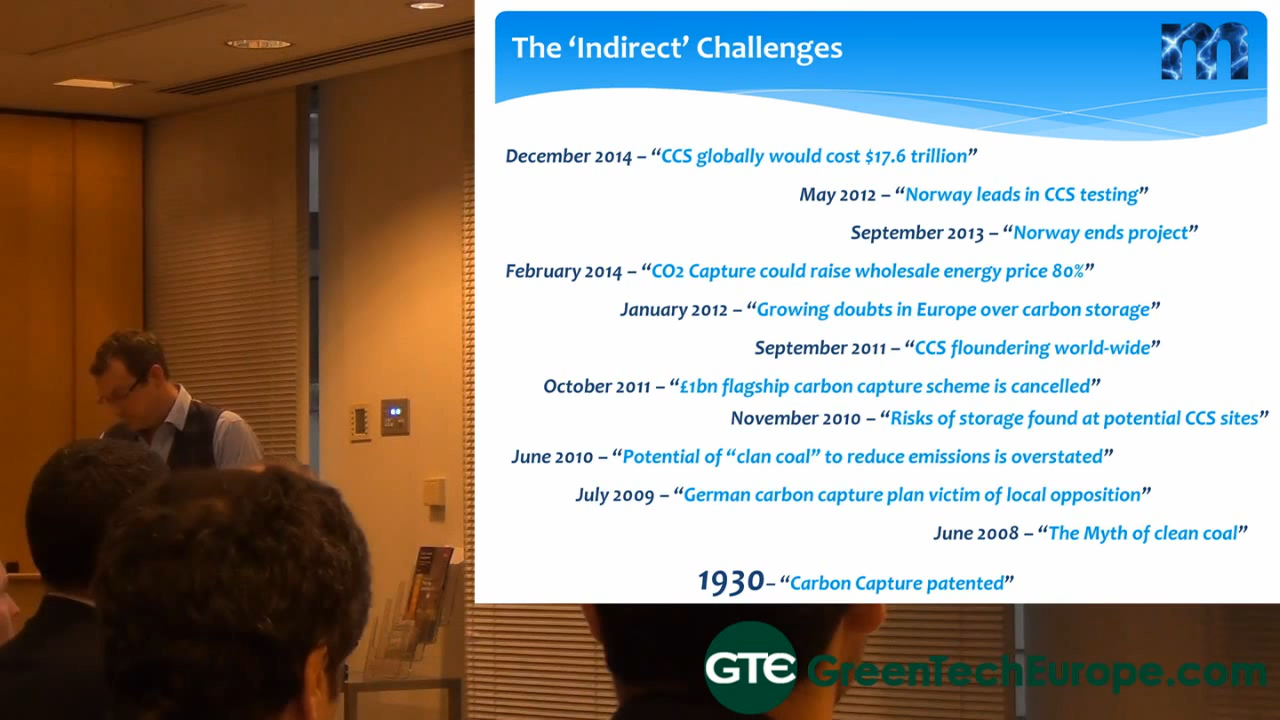 The ‘Indirect’ Challenges
m
December 2014 – “CCS globally would cost $17.6 trillion”
May 2012 – “Norway leads in CCS testing”
September 2013 – “Norway ends project”
February 2014 – “CO2 Capture could raise wholesale energy price 80%”
January 2012 – “Growing doubts in Europe over carbon storage”
September 2011 – “CCS floundering world-wide”
October 2011 – “£1bn flagship carbon capture scheme is cancelled”
November 2010 – “Risks of storage found at potential CCS sites”
June 2010 – “Potential of “clan coal” to reduce emissions is overstated”
July 2009 – “German carbon capture plan victim of local opposition”
June 2008 – “The Myth of clean coal”
1930– “Carbon Capture patented”
GTE GreenTechEurope.com